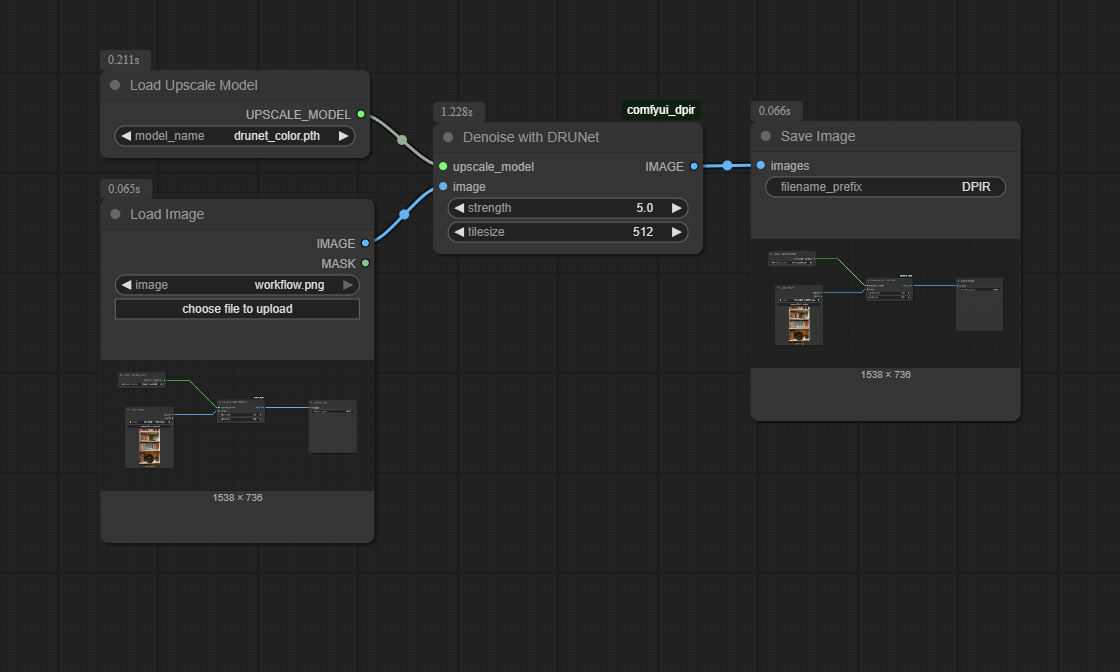 0.211s
Load Upscale Model
UPSCALE_MODEL
model_name drunet_color.pth
0.065s
Load Image
IMAGE
MASK
image workflow.png
choose file to upload
1538 × 736
1.228s
comfyui_dpir
Denoise with DRUNet
upscale_model IMAGE
image
strength 5.0
tilesize 512
0.066s
Save Image
images
filename_prefix DPIR
1538 × 736